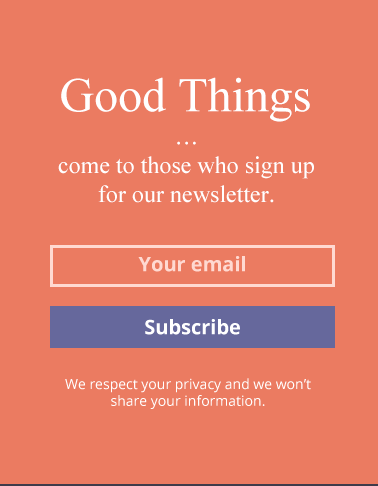 Good Things
...
come to those who sign up
for our newsletter.
Your email
Subscribe
We respect your privacy and we won’t
share your information.